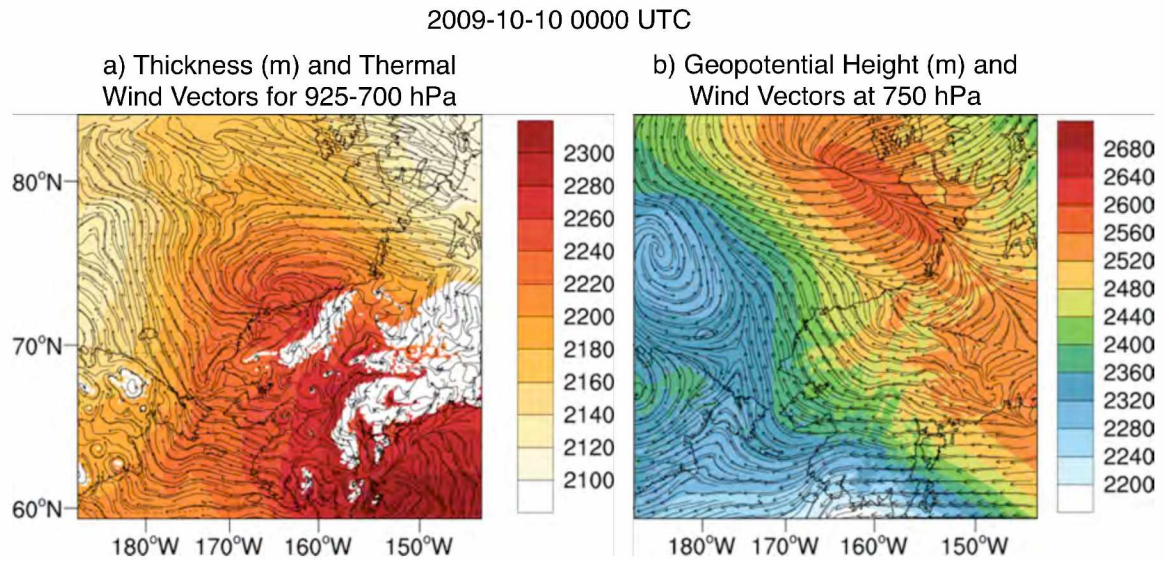 2009-10-10 0000 UTC
a) Thickness (m) and Thermal
Wind Vectors for 925-700 hPa
b) Geopotential Height (m) and
Wind Vectors at 750 hPa
80°N
70°N
60°N
180°W 170°W 160°W 150°W
2300
2280
2260
2240
2220
2200
2180
2160
2140
2120
2100
180°W 170°W 160°W 150°W
2680
2640
2600
2560
2520
2480
2440
2400
2360
2320
2280
2240
2200